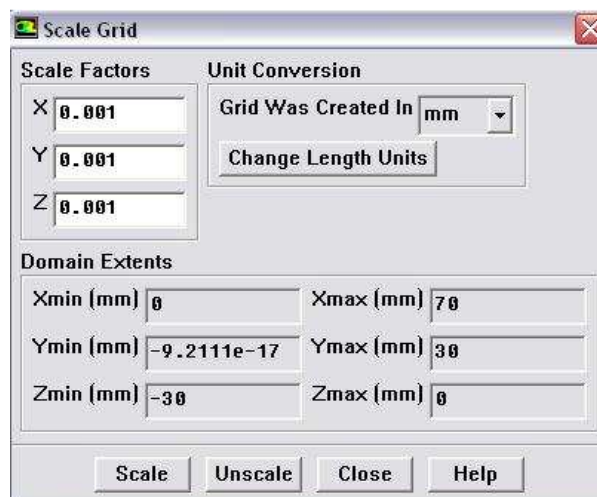 Scale Grid
Scale Factors
X 0.001
Y 0.001
Z 0.001
Unit Conversion
Grid Was Created In mm
Change Length Units
Domain Extents
Xmin (mm) 0 Xmax (mm) 70
Ymin (mm) -9.2111e-17 Ymax (mm) 30
Zmin (mm) -30 Zmax (mm) 0
Scale Unscale Close Help